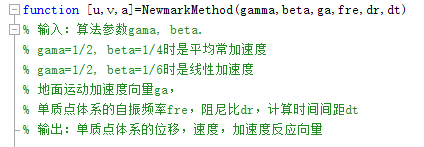 function [u,v,a]=NewmarkMethod(gamma,beta,ga,fre,dr,dt)
% 输入：算法参数gama, beta.
% gama=1/2, beta=1/4时是平均常加速度
% gama=1/2, beta=1/6时是线性加速度
% 地面运动加速度向量ga,
% 单质点体系的自振频率fre, 阻尼比dr, 计算时间间距dt
% 输出：单质点体系的位移, 速度, 加速度反应向量